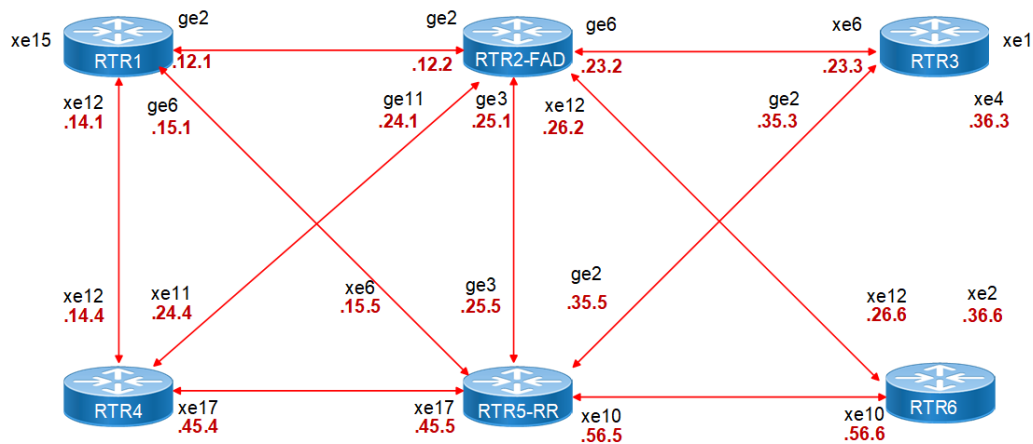 ge2
ge2
ge6
xe6
xe15
xe1
RTR1
RTR2-FAD
RTR3
.12.1
.12.2
.23.2
.23.3
xe12
ge6
ge11
ge3
xe12
ge2
xe4
.14.1
.15.1
.24.1
.25.1
.26.2
.35.3
.36.3
xe12
xe11
xe6
ge3
ge2
xe12
xe2
.14.4
.24.4
.15.5
.25.5
.35.5
.26.6
.36.6
RTR4
RTR5-RR
RTR6
xe17
xe17
xe10
xe10
.45.4
.45.5
.56.5
.56.6